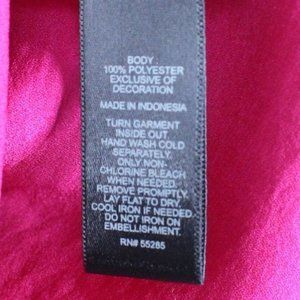 BODY
100% POLYESTER
EXCLUSIVE OF
DECORATION
MADE IN INDONESIA
TURN GARMENT
INSIDE OUT
HAND WASH COLD
SEPARATELY.
ONLY NON-
CHLORINE BLEACH
WHEN NEEDED.
REMOVE PROMPTLY.
LAY FLAT TO DRY.
COOL IRON IF NEEDED.
DO NOT IRON ON
EMBELLISHMENT.
RN# 55285